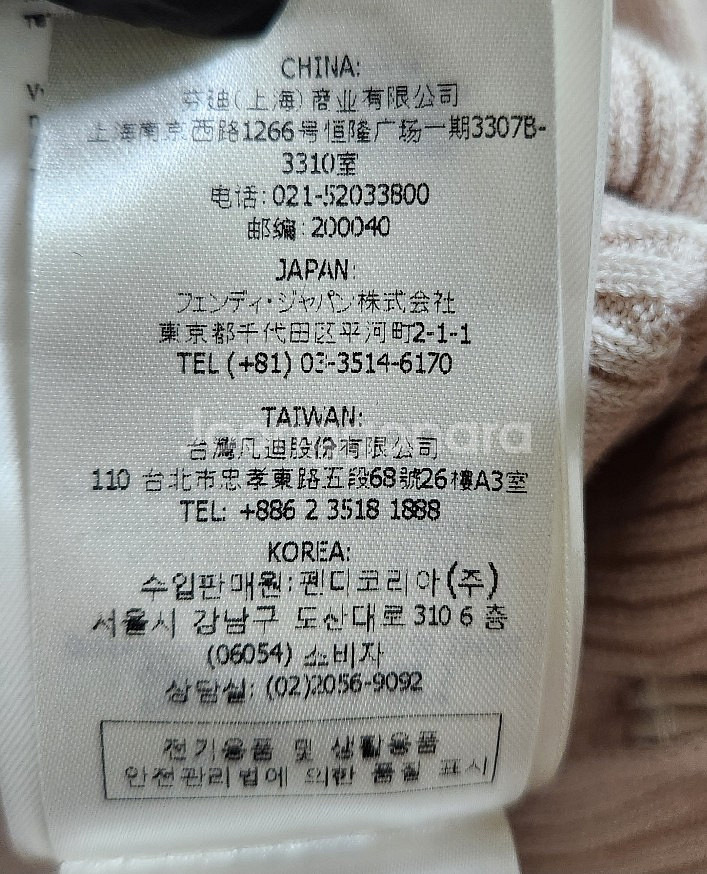 CHINA:
芬迪(上海)商业有限公司
上海南京西路1266号恒隆广场一期3307B-
3310室
电话:021-52033800
邮编:200040
JAPAN:
フェンディ・ジャパン株式会社
東京都千代田区平河町2-1-1
TEL (+81) 03-3514-6170
TAIWAN:
台灣凡迪股份有限公司
110 台北市忠孝東路五段68號26樓A3室
TEL: +886 2 3518 1888
KOREA:
수입판매원:펜디코리아(주)
서울시 강남구 도산대로 310 6 층
(06054) 소비자
상담실: (02)2056-9092
전기용품 및 생활용품
안전관리법에 의한 품질 표시